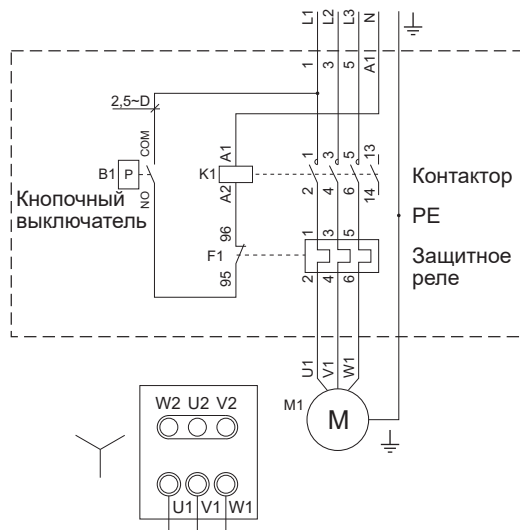 L1 L2 L3 N
1 3 5 A1
2,5~D
COM
B1 P
NO
Кнопочный
выключатель
A1
K1
A2
1 3 5 13
2 4 6 14
Контактор
PE
96
F1
95
1 3 5
2 4 6
Защитное
реле
U1 V1 W1
M1 M
W2 U2 V2
U1 V1 W1